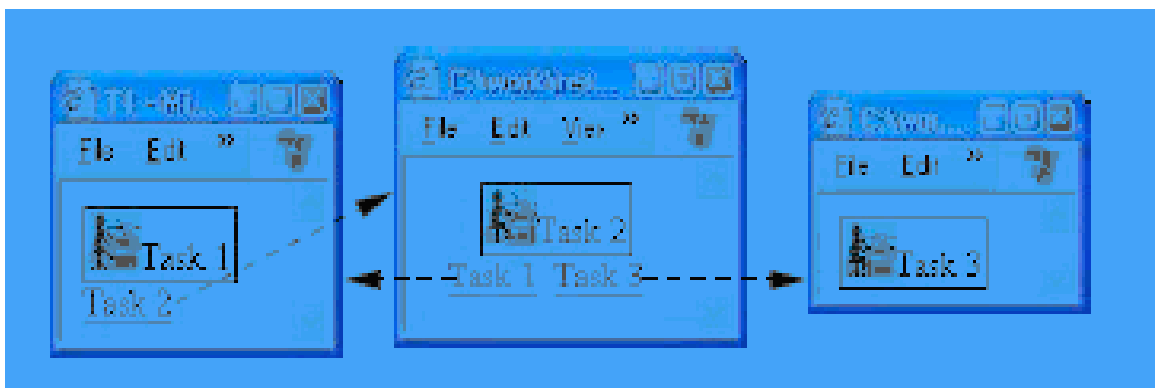 File Edit »
Task 1
Task 2
File Edit View »
Task 2
Task 1 Task 3
File Edit »
Task 3